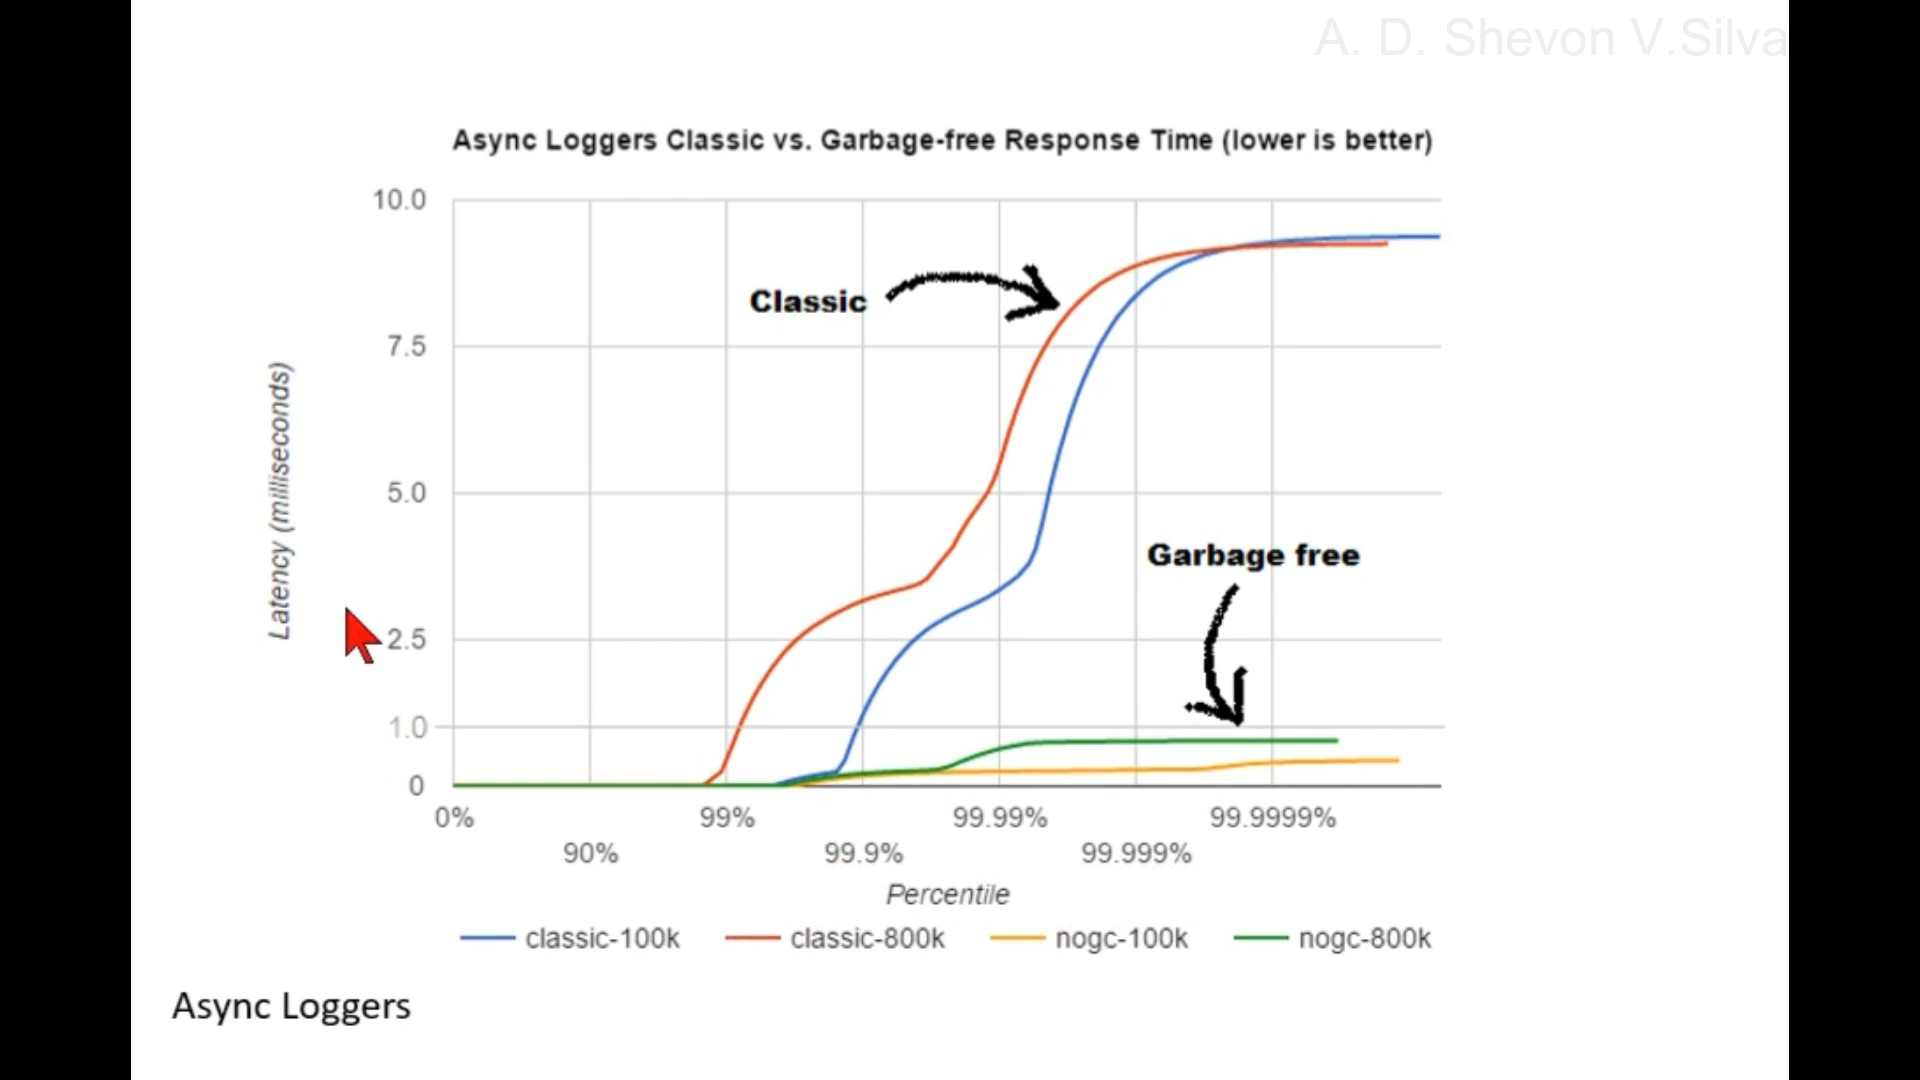 A. D. Shevon V.Silva
Async Loggers Classic vs. Garbage-free Response Time (lower is better)
10.0
Classic
7.5
Latency (milliseconds)
5.0
Garbage free
2.5
1.0
0
0% 99% 99.99% 99.9999%
90% 99.9% 99.999%
Percentile
classic-100k classic-800k nogc-100k nogc-800k
Async Loggers